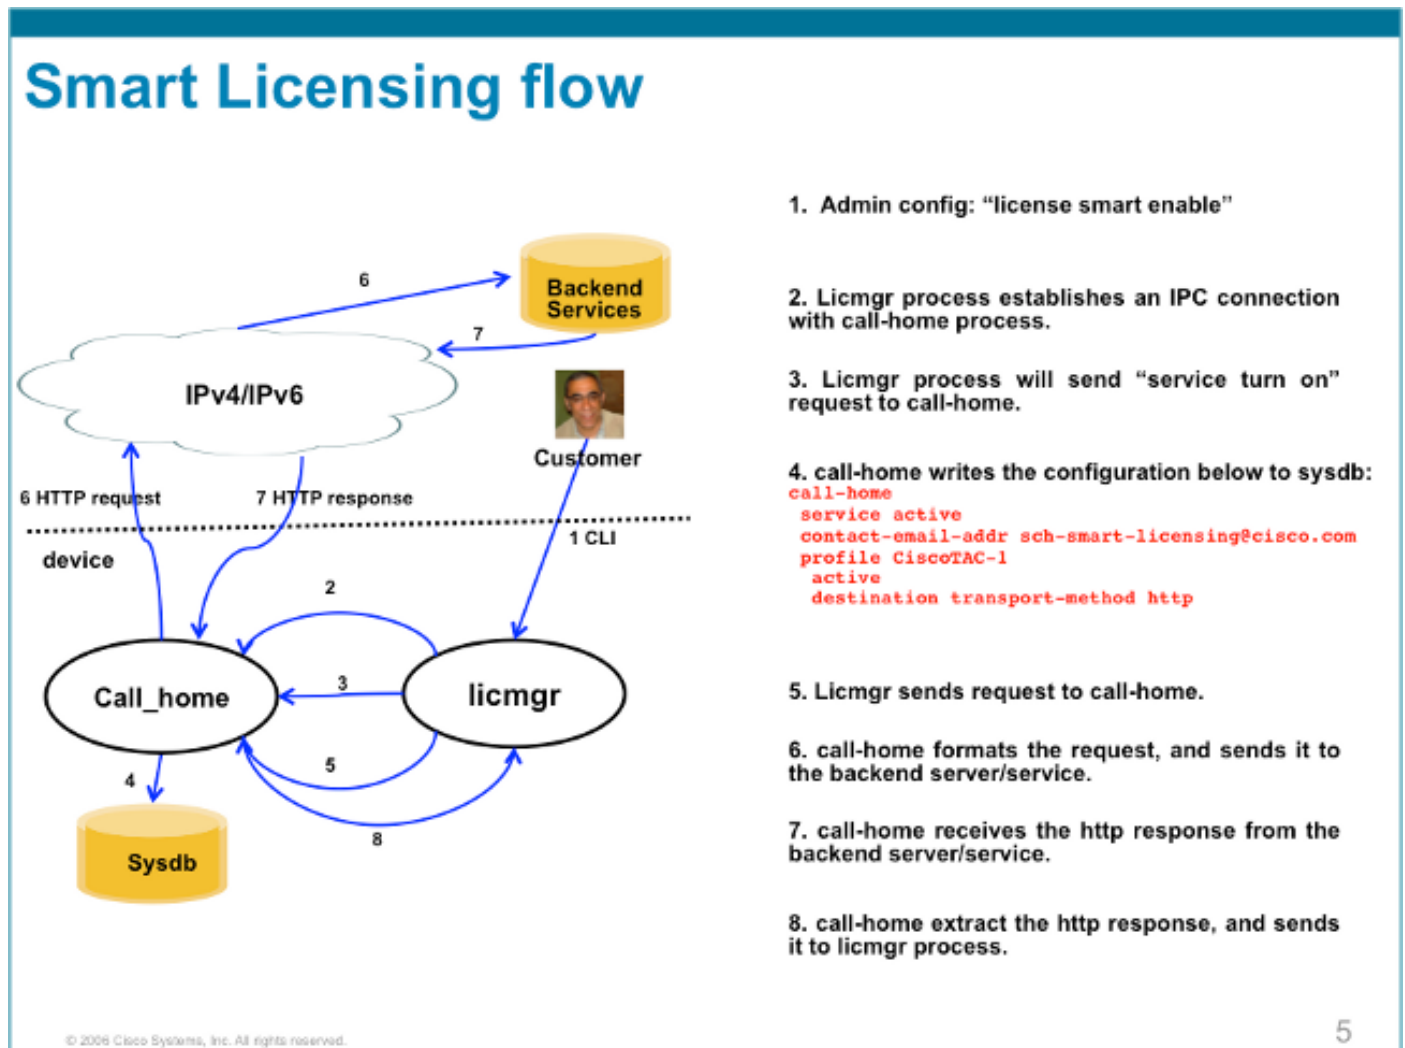 Smart Licensing flow
1. Admin config: “license smart enable”
2. Licmgr process establishes an IPC connection
with call-home process.
3. Licmgr process will send “service turn on”
request to call-home.
4. call-home writes the configuration below to sysdb:
call-home
service active
contact-email-addr sch-smart-licensing@cisco.com
profile CiscoTAC-1
active
destination transport-method http
5. Licmgr sends request to call-home.
6. call-home formats the request, and sends it to
the backend server/service.
7. call-home receives the http response from the
backend server/service.
8. call-home extract the http response, and sends
it to licmgr process.
6
Backend
Services
7
IPv4/IPv6
Customer
6 HTTP request
7 HTTP response
1 CLI
device
2
Call_home
3
licmgr
5
4
8
Sysdb
© 2006 Cisco Systems, Inc. All rights reserved.
5